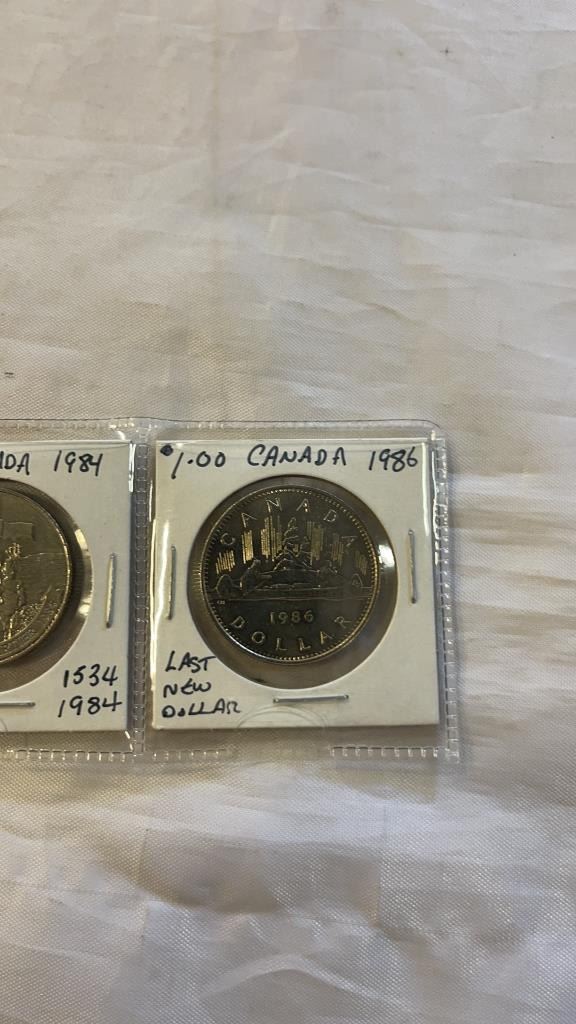 ADA 1984
1534
1984
$1.00 CANADA 1986
CANADA
1986
DOLLAR
LAST
NEW
DOLLAR